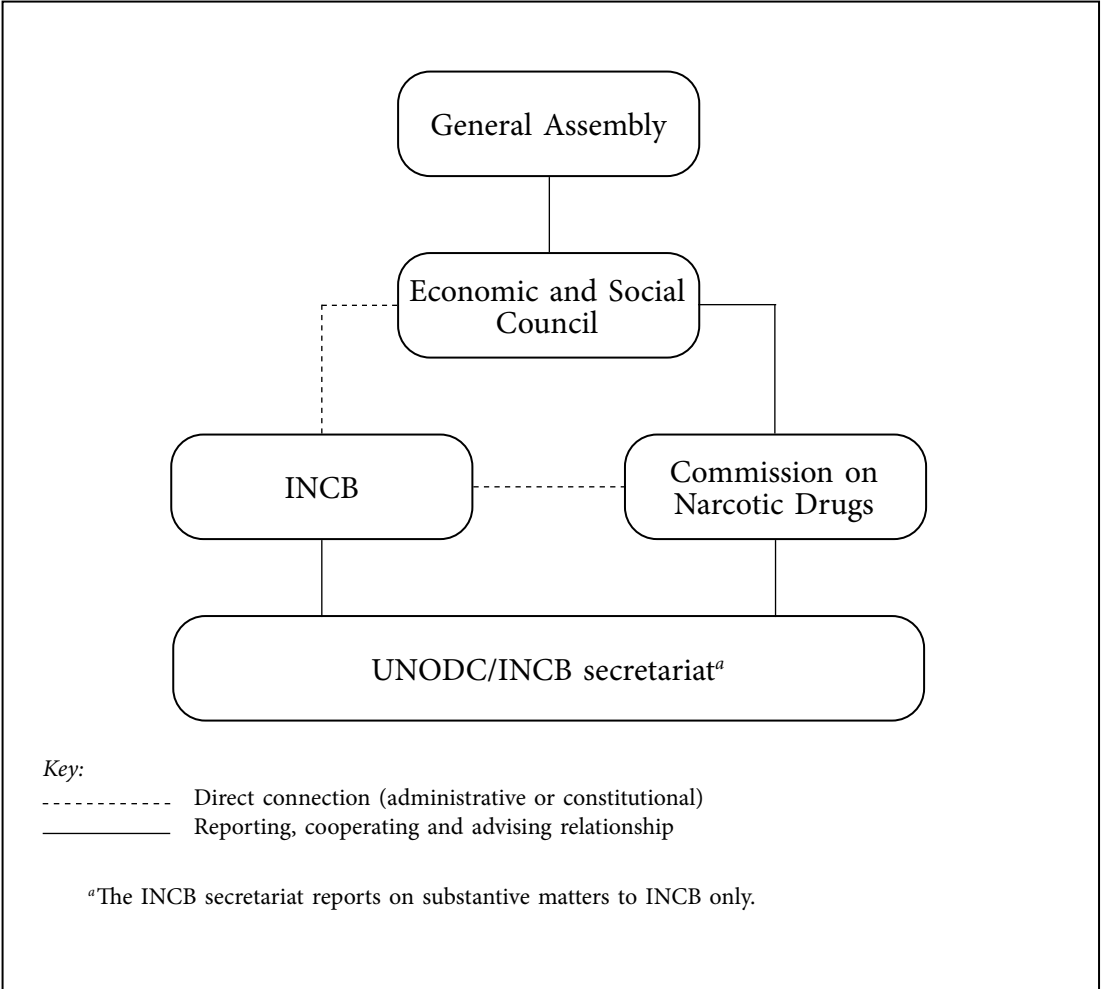 General Assembly
Economic and Social
Council
INCB
Commission on
Narcotic Drugs
UNODC/INCB secretariatᵃ
Key:
Direct connection (administrative or constitutional)
Reporting, cooperating and advising relationship
ᵃThe INCB secretariat reports on substantive matters to INCB only.